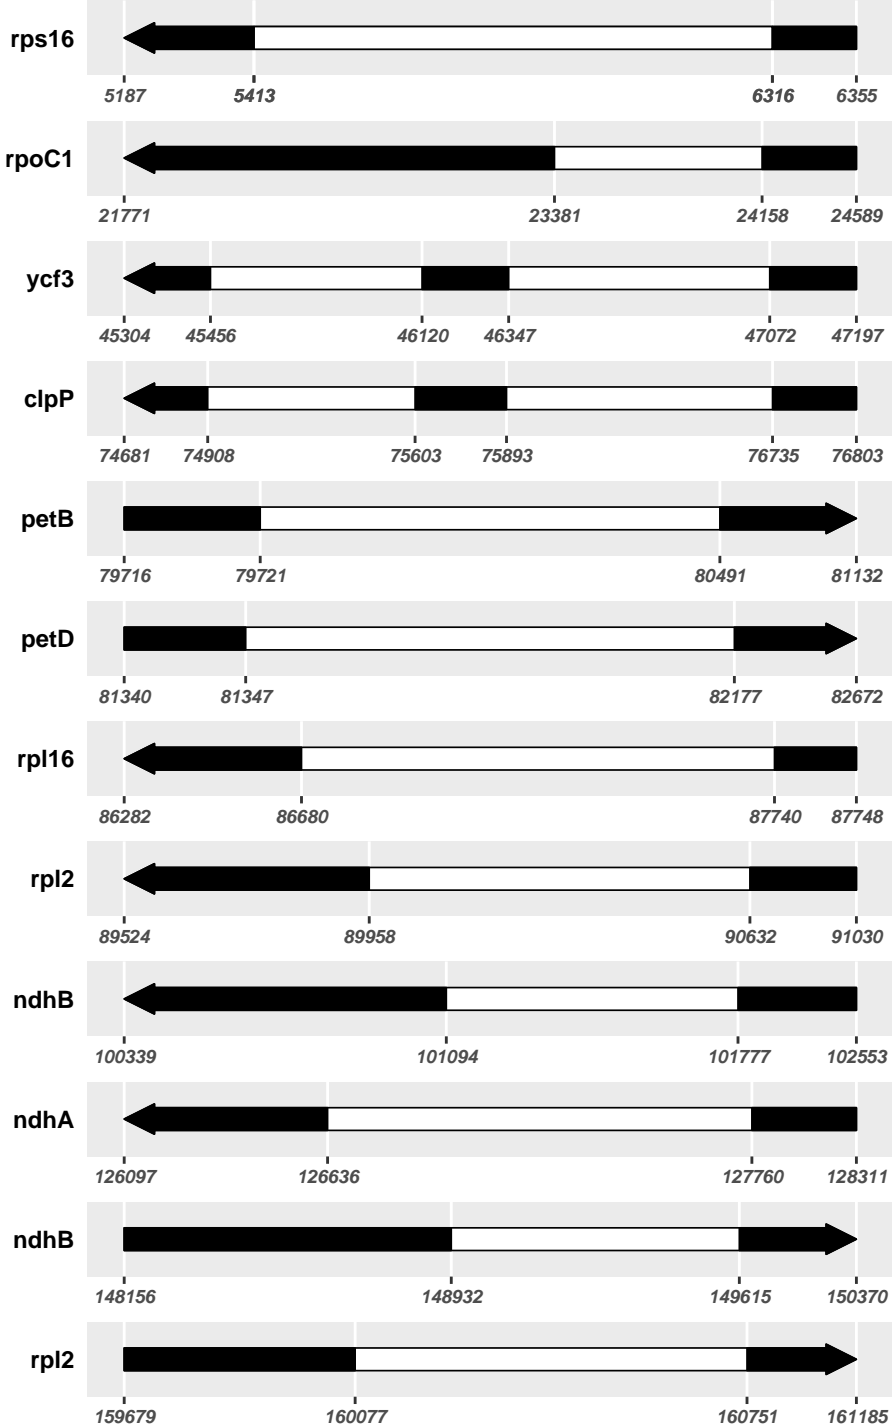 rps16
5187 5413 6316 6355
rpoC1
21771 23381 24158 24589
ycf3
45304 45456 46120 46347 47072 47197
clpP
74681 74908 75603 75893 76735 76803
petB
79716 79721 80491 81132
petD
81340 81347 82177 82672
rpl16
86282 86680 87740 87748
rpl2
89524 89958 90632 91030
ndhB
100339 101094 101777 102553
ndhA
126097 126636 127760 128311
ndhB
148156 148932 149615 150370
rpl2
159679 160077 160751 161185